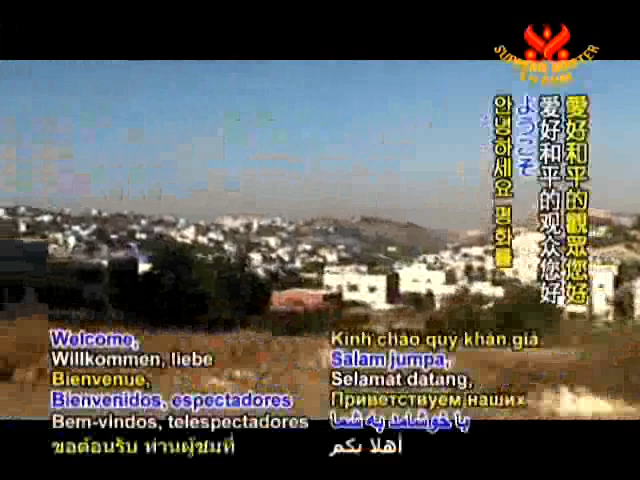 SUPREME MASTER
愛好和平的觀眾您好
爱好和平的观众您好
ようこそ
안녕하세요 평화를
Welcome,
Willkommen, liebe
Bienvenue,
Bienvenidos, espectadores
Bem-vindos, telespectadores
ขอต้อนรับ ท่านผู้ชมที่
Kính chào quý khán giả
Salam jumpa,
Selamat datang,
Приветствуем наших
با خوشامد به شما
أهلا بكم